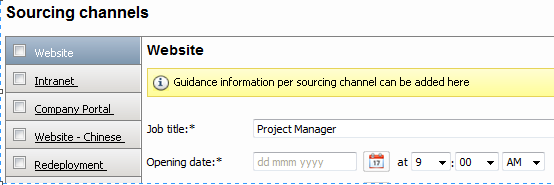 Sourcing channels
Website
Intranet
Company Portal
Website - Chinese
Redeployment
Website
Guidance information per sourcing channel can be added here
Job title:* Project Manager
Opening date:* dd mmm yyyy 17 at 9 : 00 AM